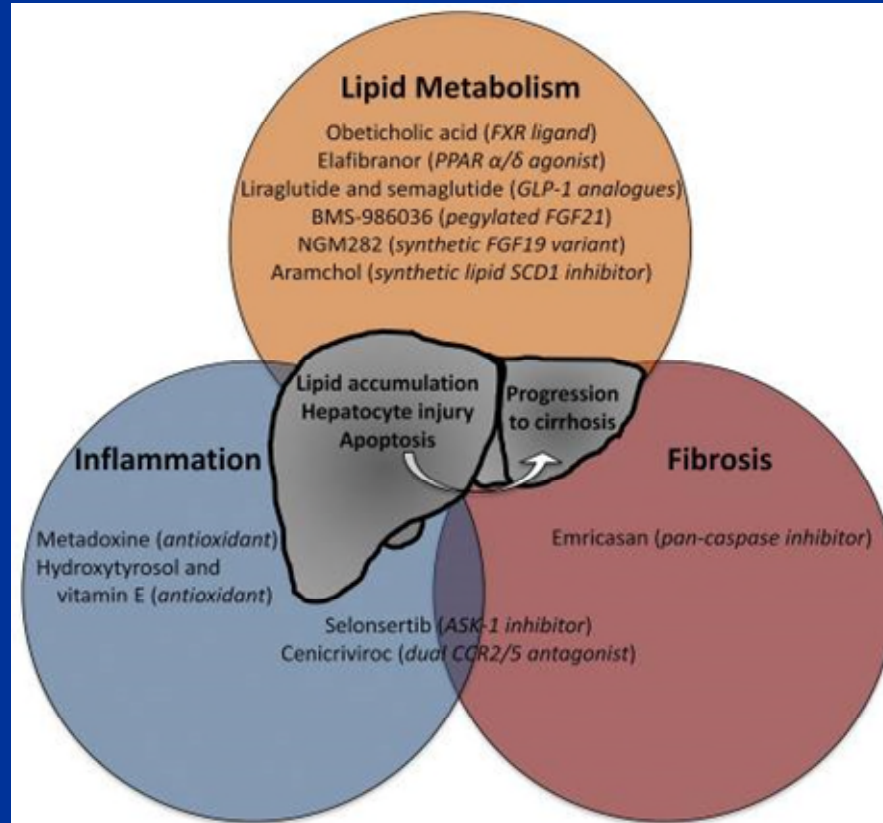 Lipid Metabolism
Obeticholic acid (FXR ligand)
Elafibranor (PPAR α/δ agonist)
Liraglutide and semaglutide (GLP-1 analogues)
BMS-986036 (pegylated FGF21)
NGM282 (synthetic FGF19 variant)
Aramchol (synthetic lipid SCD1 inhibitor)
Lipid accumulation
Hepatocyte injury
Apoptosis
Progression
to cirrhosis
Inflammation
Metadoxine (antioxidant)
Hydroxytyrosol and
vitamin E (antioxidant)
Fibrosis
Emricasan (pan-caspase inhibitor)
Selonsertib (ASK-1 inhibitor)
Cenicriviroc (dual CCR2/5 antagonist)